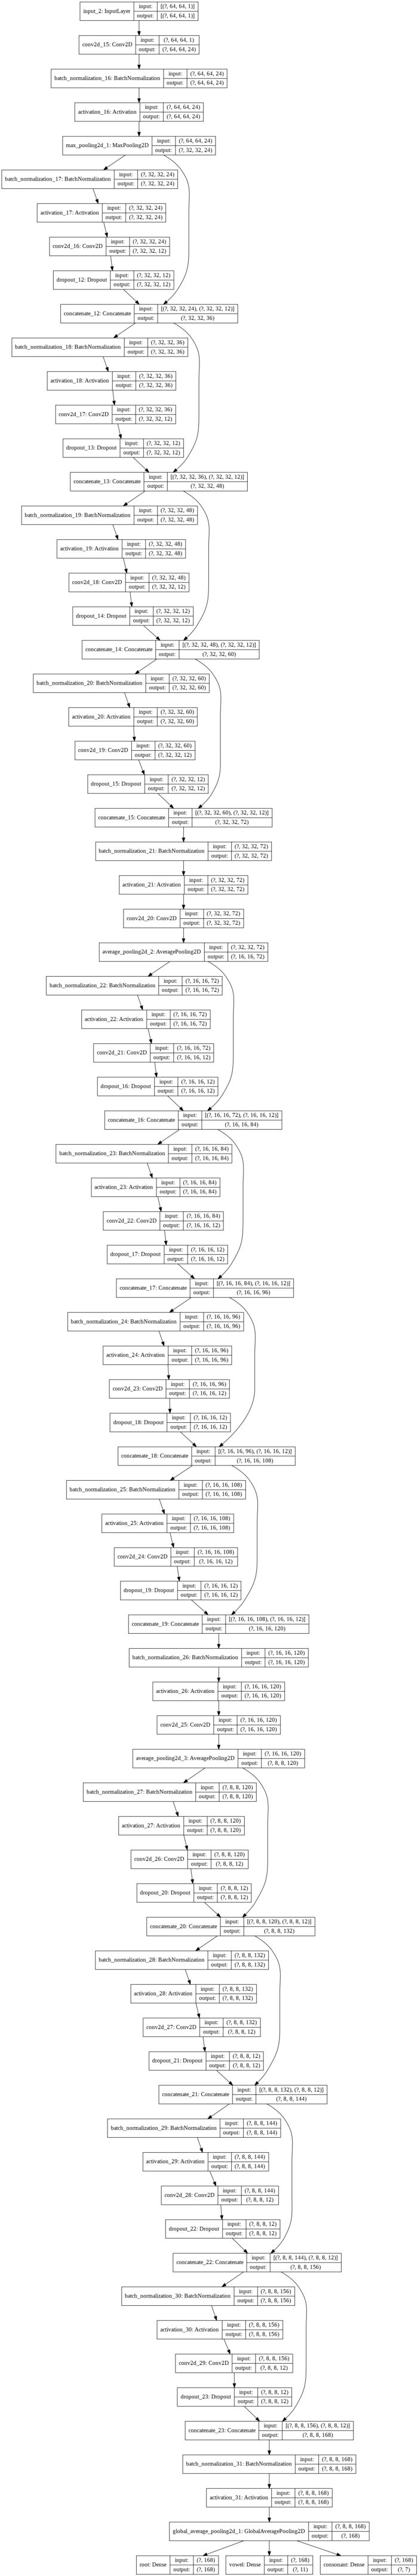 input_2: InputLayer input: [(?, 64, 64, 1)]
output: [(?, 64, 64, 1)]
conv2d_15: Conv2D input: (?, 64, 64, 1)
output: (?, 64, 64, 24)
batch_normalization_16: BatchNormalization input: (?, 64, 64, 24)
output: (?, 64, 64, 24)
activation_16: Activation input: (?, 64, 64, 24)
output: (?, 64, 64, 24)
max_pooling2d_1: MaxPooling2D input: (?, 64, 64, 24)
output: (?, 32, 32, 24)
batch_normalization_17: BatchNormalization input: (?, 32, 32, 24)
output: (?, 32, 32, 24)
activation_17: Activation input: (?, 32, 32, 24)
output: (?, 32, 32, 24)
conv2d_16: Conv2D input: (?, 32, 32, 24)
output: (?, 32, 32, 12)
dropout_12: Dropout input: (?, 32, 32, 12)
output: (?, 32, 32, 12)
concatenate_12: Concatenate input: [(?, 32, 32, 24), (?, 32, 32, 12)]
output: (?, 32, 32, 36)
batch_normalization_18: BatchNormalization input: (?, 32, 32, 36)
output: (?, 32, 32, 36)
activation_18: Activation input: (?, 32, 32, 36)
output: (?, 32, 32, 36)
conv2d_17: Conv2D input: (?, 32, 32, 36)
output: (?, 32, 32, 12)
dropout_13: Dropout input: (?, 32, 32, 12)
output: (?, 32, 32, 12)
concatenate_13: Concatenate input: [(?, 32, 32, 36), (?, 32, 32, 12)]
output: (?, 32, 32, 48)
batch_normalization_19: BatchNormalization input: (?, 32, 32, 48)
output: (?, 32, 32, 48)
activation_19: Activation input: (?, 32, 32, 48)
output: (?, 32, 32, 48)
conv2d_18: Conv2D input: (?, 32, 32, 48)
output: (?, 32, 32, 12)
dropout_14: Dropout input: (?, 32, 32, 12)
output: (?, 32, 32, 12)
concatenate_14: Concatenate input: [(?, 32, 32, 48), (?, 32, 32, 12)]
output: (?, 32, 32, 60)
batch_normalization_20: BatchNormalization input: (?, 32, 32, 60)
output: (?, 32, 32, 60)
activation_20: Activation input: (?, 32, 32, 60)
output: (?, 32, 32, 60)
conv2d_19: Conv2D input: (?, 32, 32, 60)
output: (?, 32, 32, 12)
dropout_15: Dropout input: (?, 32, 32, 12)
output: (?, 32, 32, 12)
concatenate_15: Concatenate input: [(?, 32, 32, 60), (?, 32, 32, 12)]
output: (?, 32, 32, 72)
batch_normalization_21: BatchNormalization input: (?, 32, 32, 72)
output: (?, 32, 32, 72)
activation_21: Activation input: (?, 32, 32, 72)
output: (?, 32, 32, 72)
conv2d_20: Conv2D input: (?, 32, 32, 72)
output: (?, 32, 32, 72)
average_pooling2d_2: AveragePooling2D input: (?, 32, 32, 72)
output: (?, 16, 16, 72)
batch_normalization_22: BatchNormalization input: (?, 16, 16, 72)
output: (?, 16, 16, 72)
activation_22: Activation input: (?, 16, 16, 72)
output: (?, 16, 16, 72)
conv2d_21: Conv2D input: (?, 16, 16, 72)
output: (?, 16, 16, 12)
dropout_16: Dropout input: (?, 16, 16, 12)
output: (?, 16, 16, 12)
concatenate_16: Concatenate input: [(?, 16, 16, 72), (?, 16, 16, 12)]
output: (?, 16, 16, 84)
batch_normalization_23: BatchNormalization input: (?, 16, 16, 84)
output: (?, 16, 16, 84)
activation_23: Activation input: (?, 16, 16, 84)
output: (?, 16, 16, 84)
conv2d_22: Conv2D input: (?, 16, 16, 84)
output: (?, 16, 16, 12)
dropout_17: Dropout input: (?, 16, 16, 12)
output: (?, 16, 16, 12)
concatenate_17: Concatenate input: [(?, 16, 16, 84), (?, 16, 16, 12)]
output: (?, 16, 16, 96)
batch_normalization_24: BatchNormalization input: (?, 16, 16, 96)
output: (?, 16, 16, 96)
activation_24: Activation input: (?, 16, 16, 96)
output: (?, 16, 16, 96)
conv2d_23: Conv2D input: (?, 16, 16, 96)
output: (?, 16, 16, 12)
dropout_18: Dropout input: (?, 16, 16, 12)
output: (?, 16, 16, 12)
concatenate_18: Concatenate input: [(?, 16, 16, 96), (?, 16, 16, 12)]
output: (?, 16, 16, 108)
batch_normalization_25: BatchNormalization input: (?, 16, 16, 108)
output: (?, 16, 16, 108)
activation_25: Activation input: (?, 16, 16, 108)
output: (?, 16, 16, 108)
conv2d_24: Conv2D input: (?, 16, 16, 108)
output: (?, 16, 16, 12)
dropout_19: Dropout input: (?, 16, 16, 12)
output: (?, 16, 16, 12)
concatenate_19: Concatenate input: [(?, 16, 16, 108), (?, 16, 16, 12)]
output: (?, 16, 16, 120)
batch_normalization_26: BatchNormalization input: (?, 16, 16, 120)
output: (?, 16, 16, 120)
activation_26: Activation input: (?, 16, 16, 120)
output: (?, 16, 16, 120)
conv2d_25: Conv2D input: (?, 16, 16, 120)
output: (?, 16, 16, 120)
average_pooling2d_3: AveragePooling2D input: (?, 16, 16, 120)
output: (?, 8, 8, 120)
batch_normalization_27: BatchNormalization input: (?, 8, 8, 120)
output: (?, 8, 8, 120)
activation_27: Activation input: (?, 8, 8, 120)
output: (?, 8, 8, 120)
conv2d_26: Conv2D input: (?, 8, 8, 120)
output: (?, 8, 8, 12)
dropout_20: Dropout input: (?, 8, 8, 12)
output: (?, 8, 8, 12)
concatenate_20: Concatenate input: [(?, 8, 8, 120), (?, 8, 8, 12)]
output: (?, 8, 8, 132)
batch_normalization_28: BatchNormalization input: (?, 8, 8, 132)
output: (?, 8, 8, 132)
activation_28: Activation input: (?, 8, 8, 132)
output: (?, 8, 8, 132)
conv2d_27: Conv2D input: (?, 8, 8, 132)
output: (?, 8, 8, 12)
dropout_21: Dropout input: (?, 8, 8, 12)
output: (?, 8, 8, 12)
concatenate_21: Concatenate input: [(?, 8, 8, 132), (?, 8, 8, 12)]
output: (?, 8, 8, 144)
batch_normalization_29: BatchNormalization input: (?, 8, 8, 144)
output: (?, 8, 8, 144)
activation_29: Activation input: (?, 8, 8, 144)
output: (?, 8, 8, 144)
conv2d_28: Conv2D input: (?, 8, 8, 144)
output: (?, 8, 8, 12)
dropout_22: Dropout input: (?, 8, 8, 12)
output: (?, 8, 8, 12)
concatenate_22: Concatenate input: [(?, 8, 8, 144), (?, 8, 8, 12)]
output: (?, 8, 8, 156)
batch_normalization_30: BatchNormalization input: (?, 8, 8, 156)
output: (?, 8, 8, 156)
activation_30: Activation input: (?, 8, 8, 156)
output: (?, 8, 8, 156)
conv2d_29: Conv2D input: (?, 8, 8, 156)
output: (?, 8, 8, 12)
dropout_23: Dropout input: (?, 8, 8, 12)
output: (?, 8, 8, 12)
concatenate_23: Concatenate input: [(?, 8, 8, 156), (?, 8, 8, 12)]
output: (?, 8, 8, 168)
batch_normalization_31: BatchNormalization input: (?, 8, 8, 168)
output: (?, 8, 8, 168)
activation_31: Activation input: (?, 8, 8, 168)
output: (?, 8, 8, 168)
global_average_pooling2d_1: GlobalAveragePooling2D input: (?, 8, 8, 168)
output: (?, 168)
root: Dense input: (?, 168)
output: (?, 168)
vowel: Dense input: (?, 168)
output: (?, 11)
consonant: Dense input: (?, 168)
output: (?, 7)